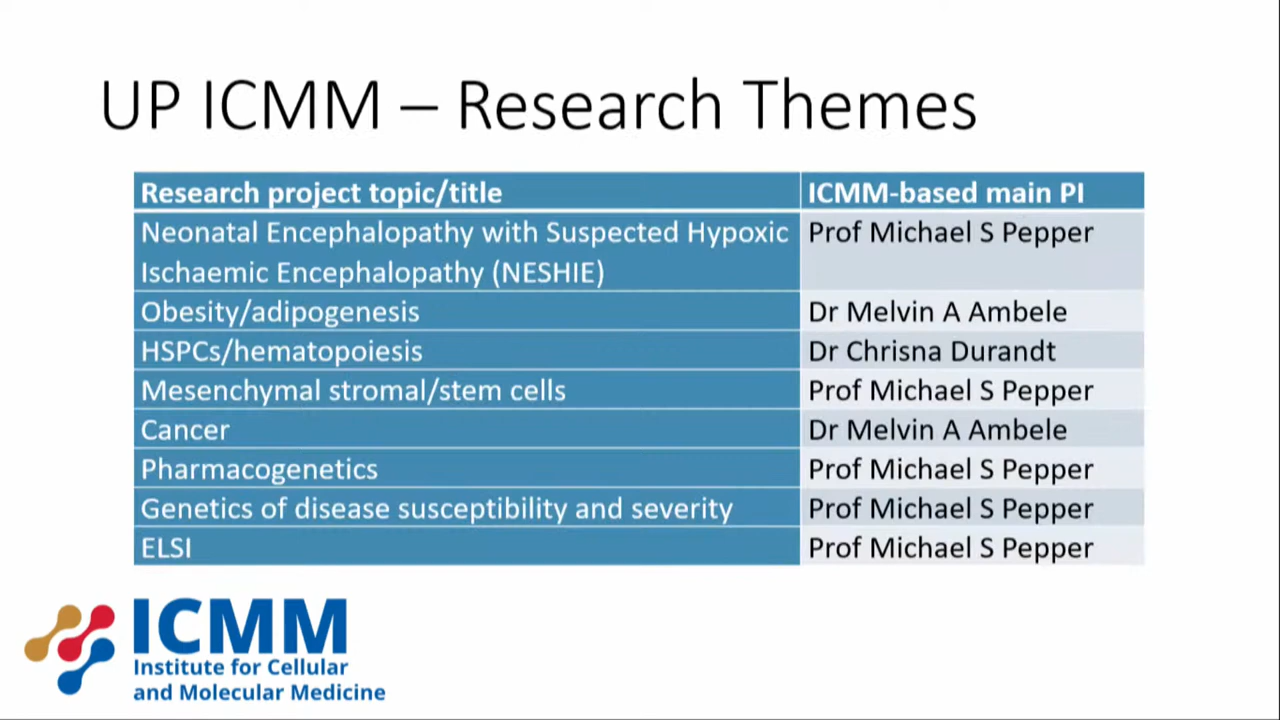 UP ICMM – Research Themes
Research project topic/title ICMM-based main PI
Neonatal Encephalopathy with Suspected Hypoxic Prof Michael S Pepper
Ischaemic Encephalopathy (NESHIE)
Obesity/adipogenesis Dr Melvin A Ambele
HSPCs/hematopoiesis Dr Chrisna Durandt
Mesenchymal stromal/stem cells Prof Michael S Pepper
Cancer Dr Melvin A Ambele
Pharmacogenetics Prof Michael S Pepper
Genetics of disease susceptibility and severity Prof Michael S Pepper
ELSI Prof Michael S Pepper
ICMM
Institute for Cellular
and Molecular Medicine